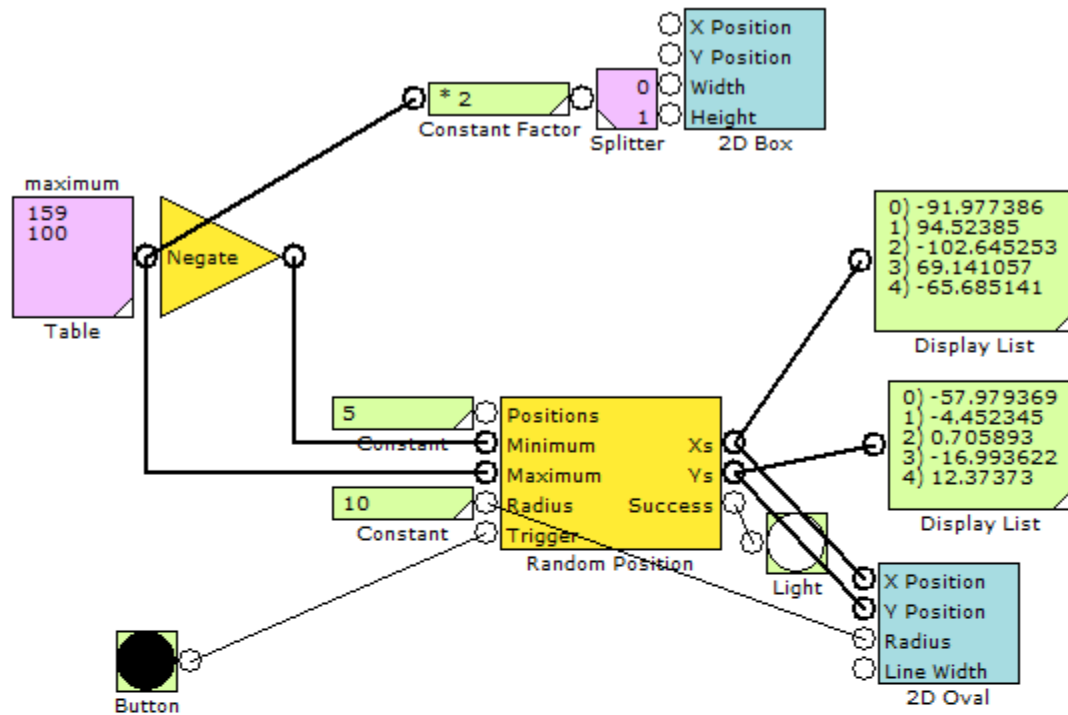 X Position
Y Position
Width
Height
2D Box
0
1
Splitter
* 2
Constant Factor
maximum
159
100
Table
Negate
0) -91.977386
1) 94.52385
2) -102.645253
3) 69.141057
4) -65.685141
Display List
0) -57.979369
1) -4.452345
2) 0.705893
3) -16.993622
4) 12.37373
Display List
5
Constant
10
Constant
Positions
Minimum
Maximum
Radius
Trigger
Xs
Ys
Success
Random Position
Light
X Position
Y Position
Radius
Line Width
2D Oval
Button